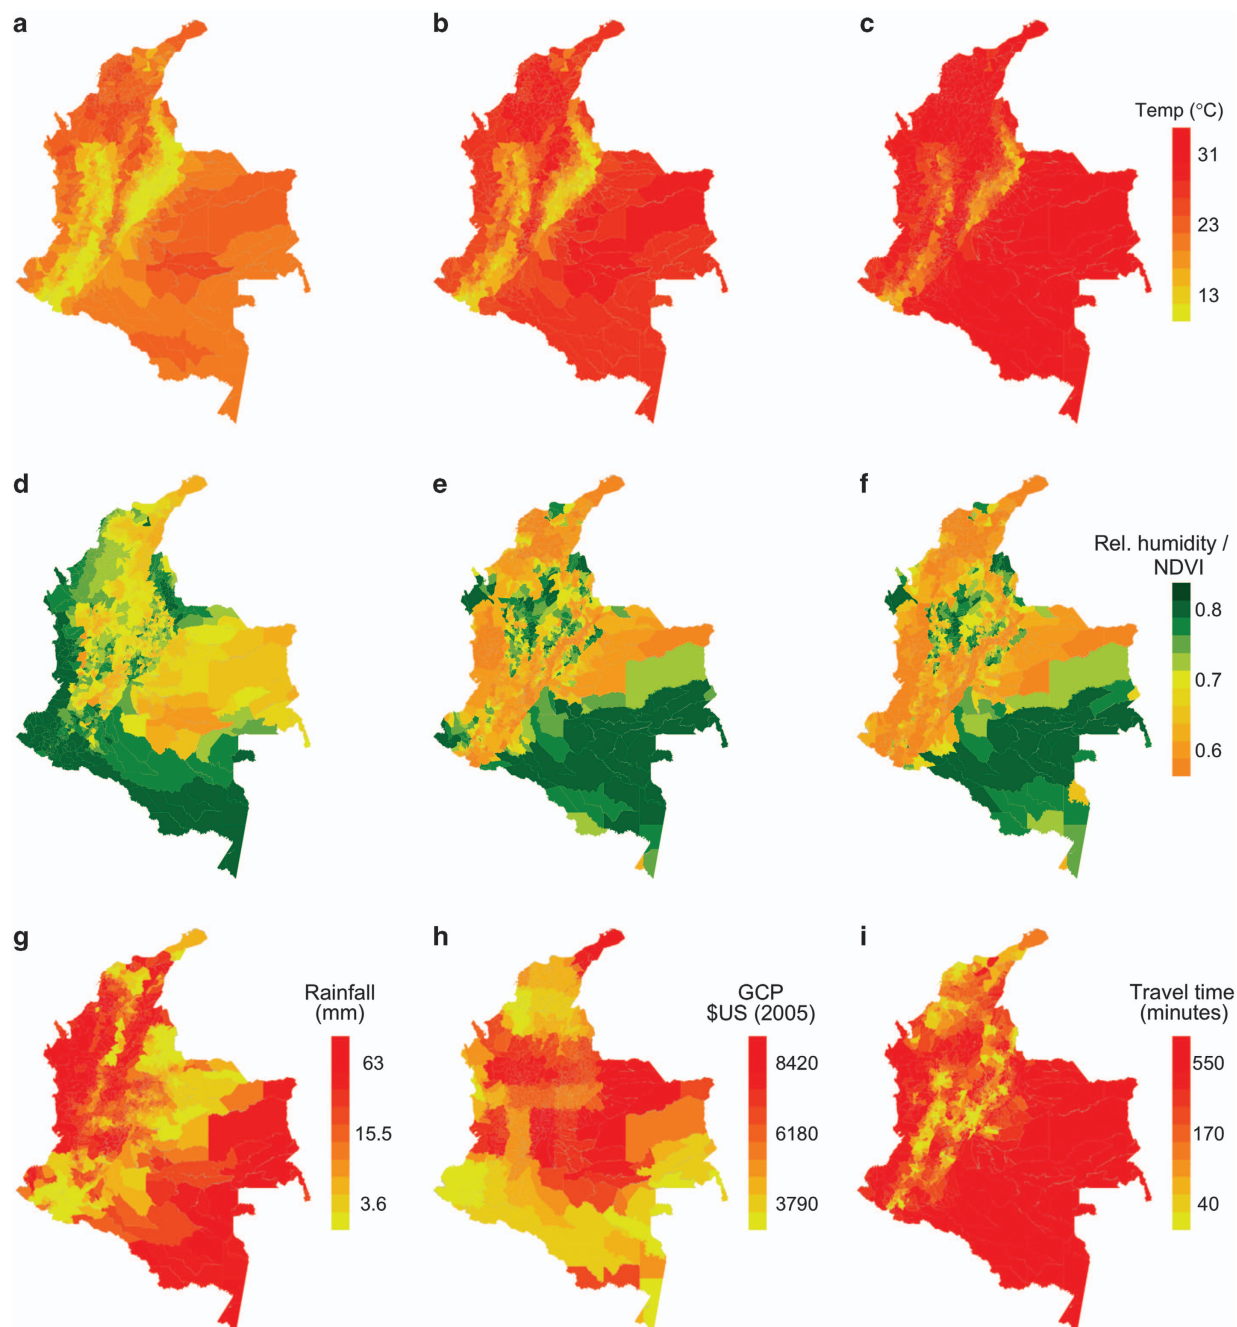 a
b
c
Temp (°C)
31
23
13
d
e
f
Rel. humidity /
NDVI
0.8
0.7
0.6
g
h
i
Rainfall
(mm)
63
15.5
3.6
GCP
$US (2005)
8420
6180
3790
Travel time
(minutes)
550
170
40